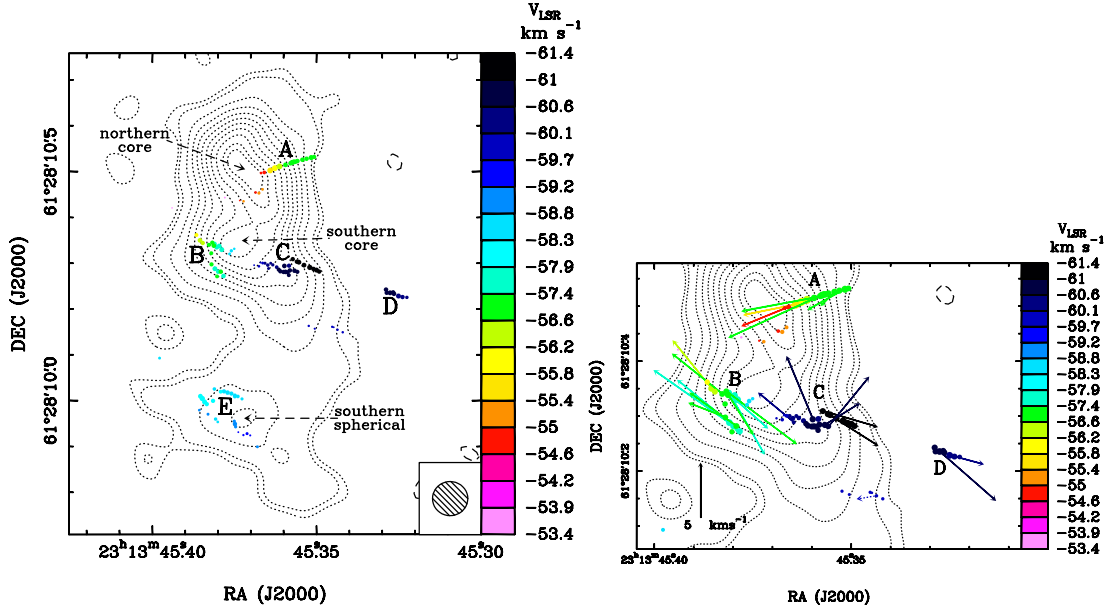 V_LSR
km s⁻¹
-61.4
-61
-60.6
-60.1
-59.7
-59.2
-58.8
-58.3
-57.9
-57.4
-56.6
-56.2
-55.8
-55.4
-55
-54.6
-54.2
-53.9
-53.4
northern
core
A
southern
core
B
C
D
E
southern
spherical
61°28'10."5
61°28'10."0
DEC (J2000)
23ʰ13ᵐ45ˢ.40
45ˢ.35
45ˢ.30
RA (J2000)
V_LSR
km s⁻¹
-61.4
-61
-60.6
-60.1
-59.7
-59.2
-58.8
-58.3
-57.9
-57.4
-56.6
-56.2
-55.8
-55.4
-55
-54.6
-54.2
-53.9
-53.4
A
B
C
D
5 kms⁻¹
61°28'10."4
61°28'10."2
DEC (J2000)
23ʰ13ᵐ45ˢ.40
45ˢ.35
RA (J2000)